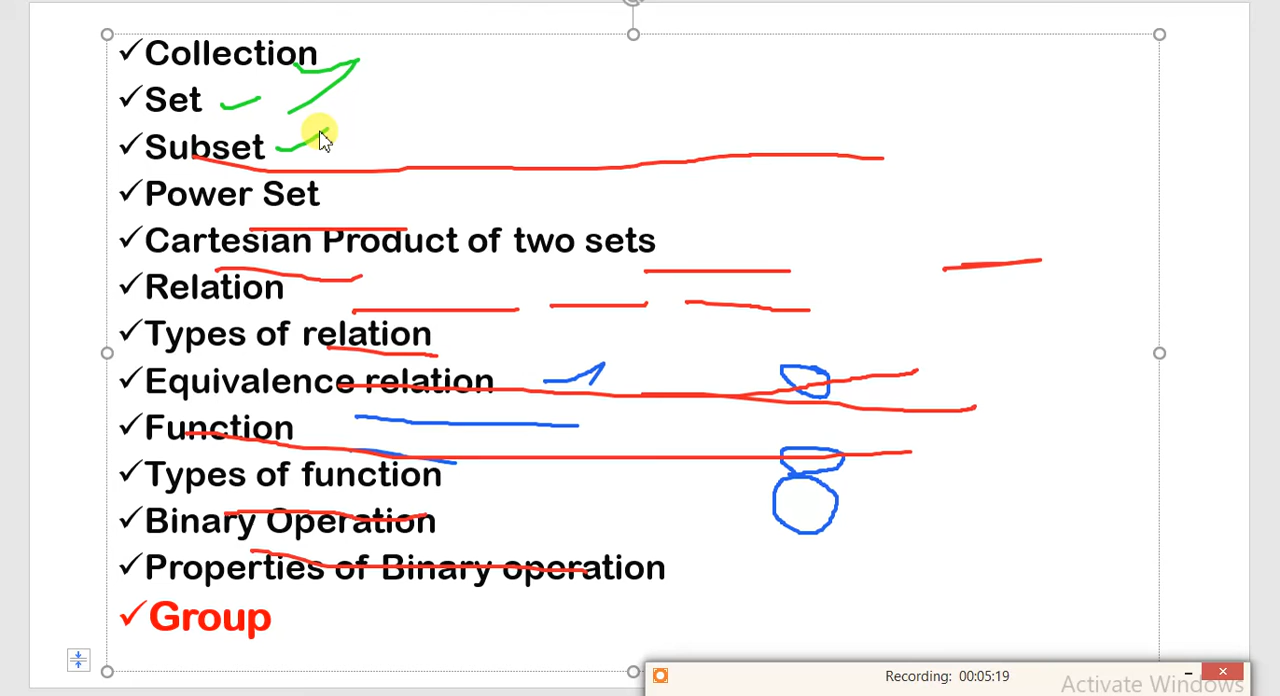 ✓Collection
✓Set
✓Subset
✓Power Set
✓Cartesian Product of two sets
✓Relation
✓Types of relation
✓Equivalence relation
✓Function
✓Types of function
✓Binary Operation
✓Properties of Binary operation
✓Group
Recording: 00:05:19
Activate Windows